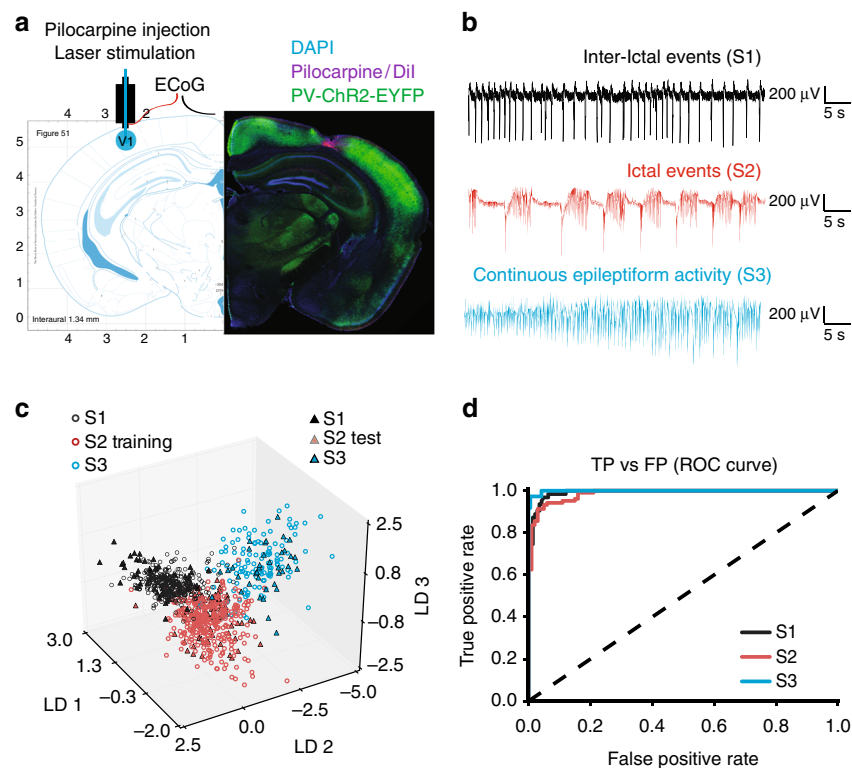 a
Pilocarpine injection
Laser stimulation
ECoG
4 3 2
Figure 51
V1
5
4
3
2
1
0
Interaural 1.34 mm
4 3 2 1
DAPI
Pilocarpine/DiI
PV-ChR2-EYFP
b
Inter-Ictal events (S1)
200 µV
5 s
Ictal events (S2)
200 µV
5 s
Continuous epileptiform activity (S3)
200 µV
5 s
c
S1
S2 training
S3
S1
S2 test
S3
2.5
0.8
−0.8
−2.5
LD 3
3.0
1.3
−0.3
−2.0
LD 1
2.5
0.0
−2.5
−5.0
LD 2
d
TP vs FP (ROC curve)
1.0
0.8
0.6
0.4
0.2
0.0
True positive rate
S1
S2
S3
0.0 0.2 0.4 0.6 0.8 1.0
False positive rate